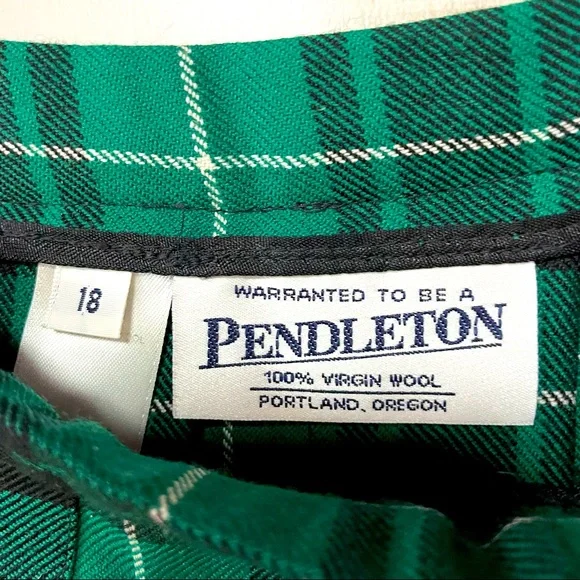 18
WARRANTED TO BE A
PENDLETON
100% VIRGIN WOOL
PORTLAND, OREGON